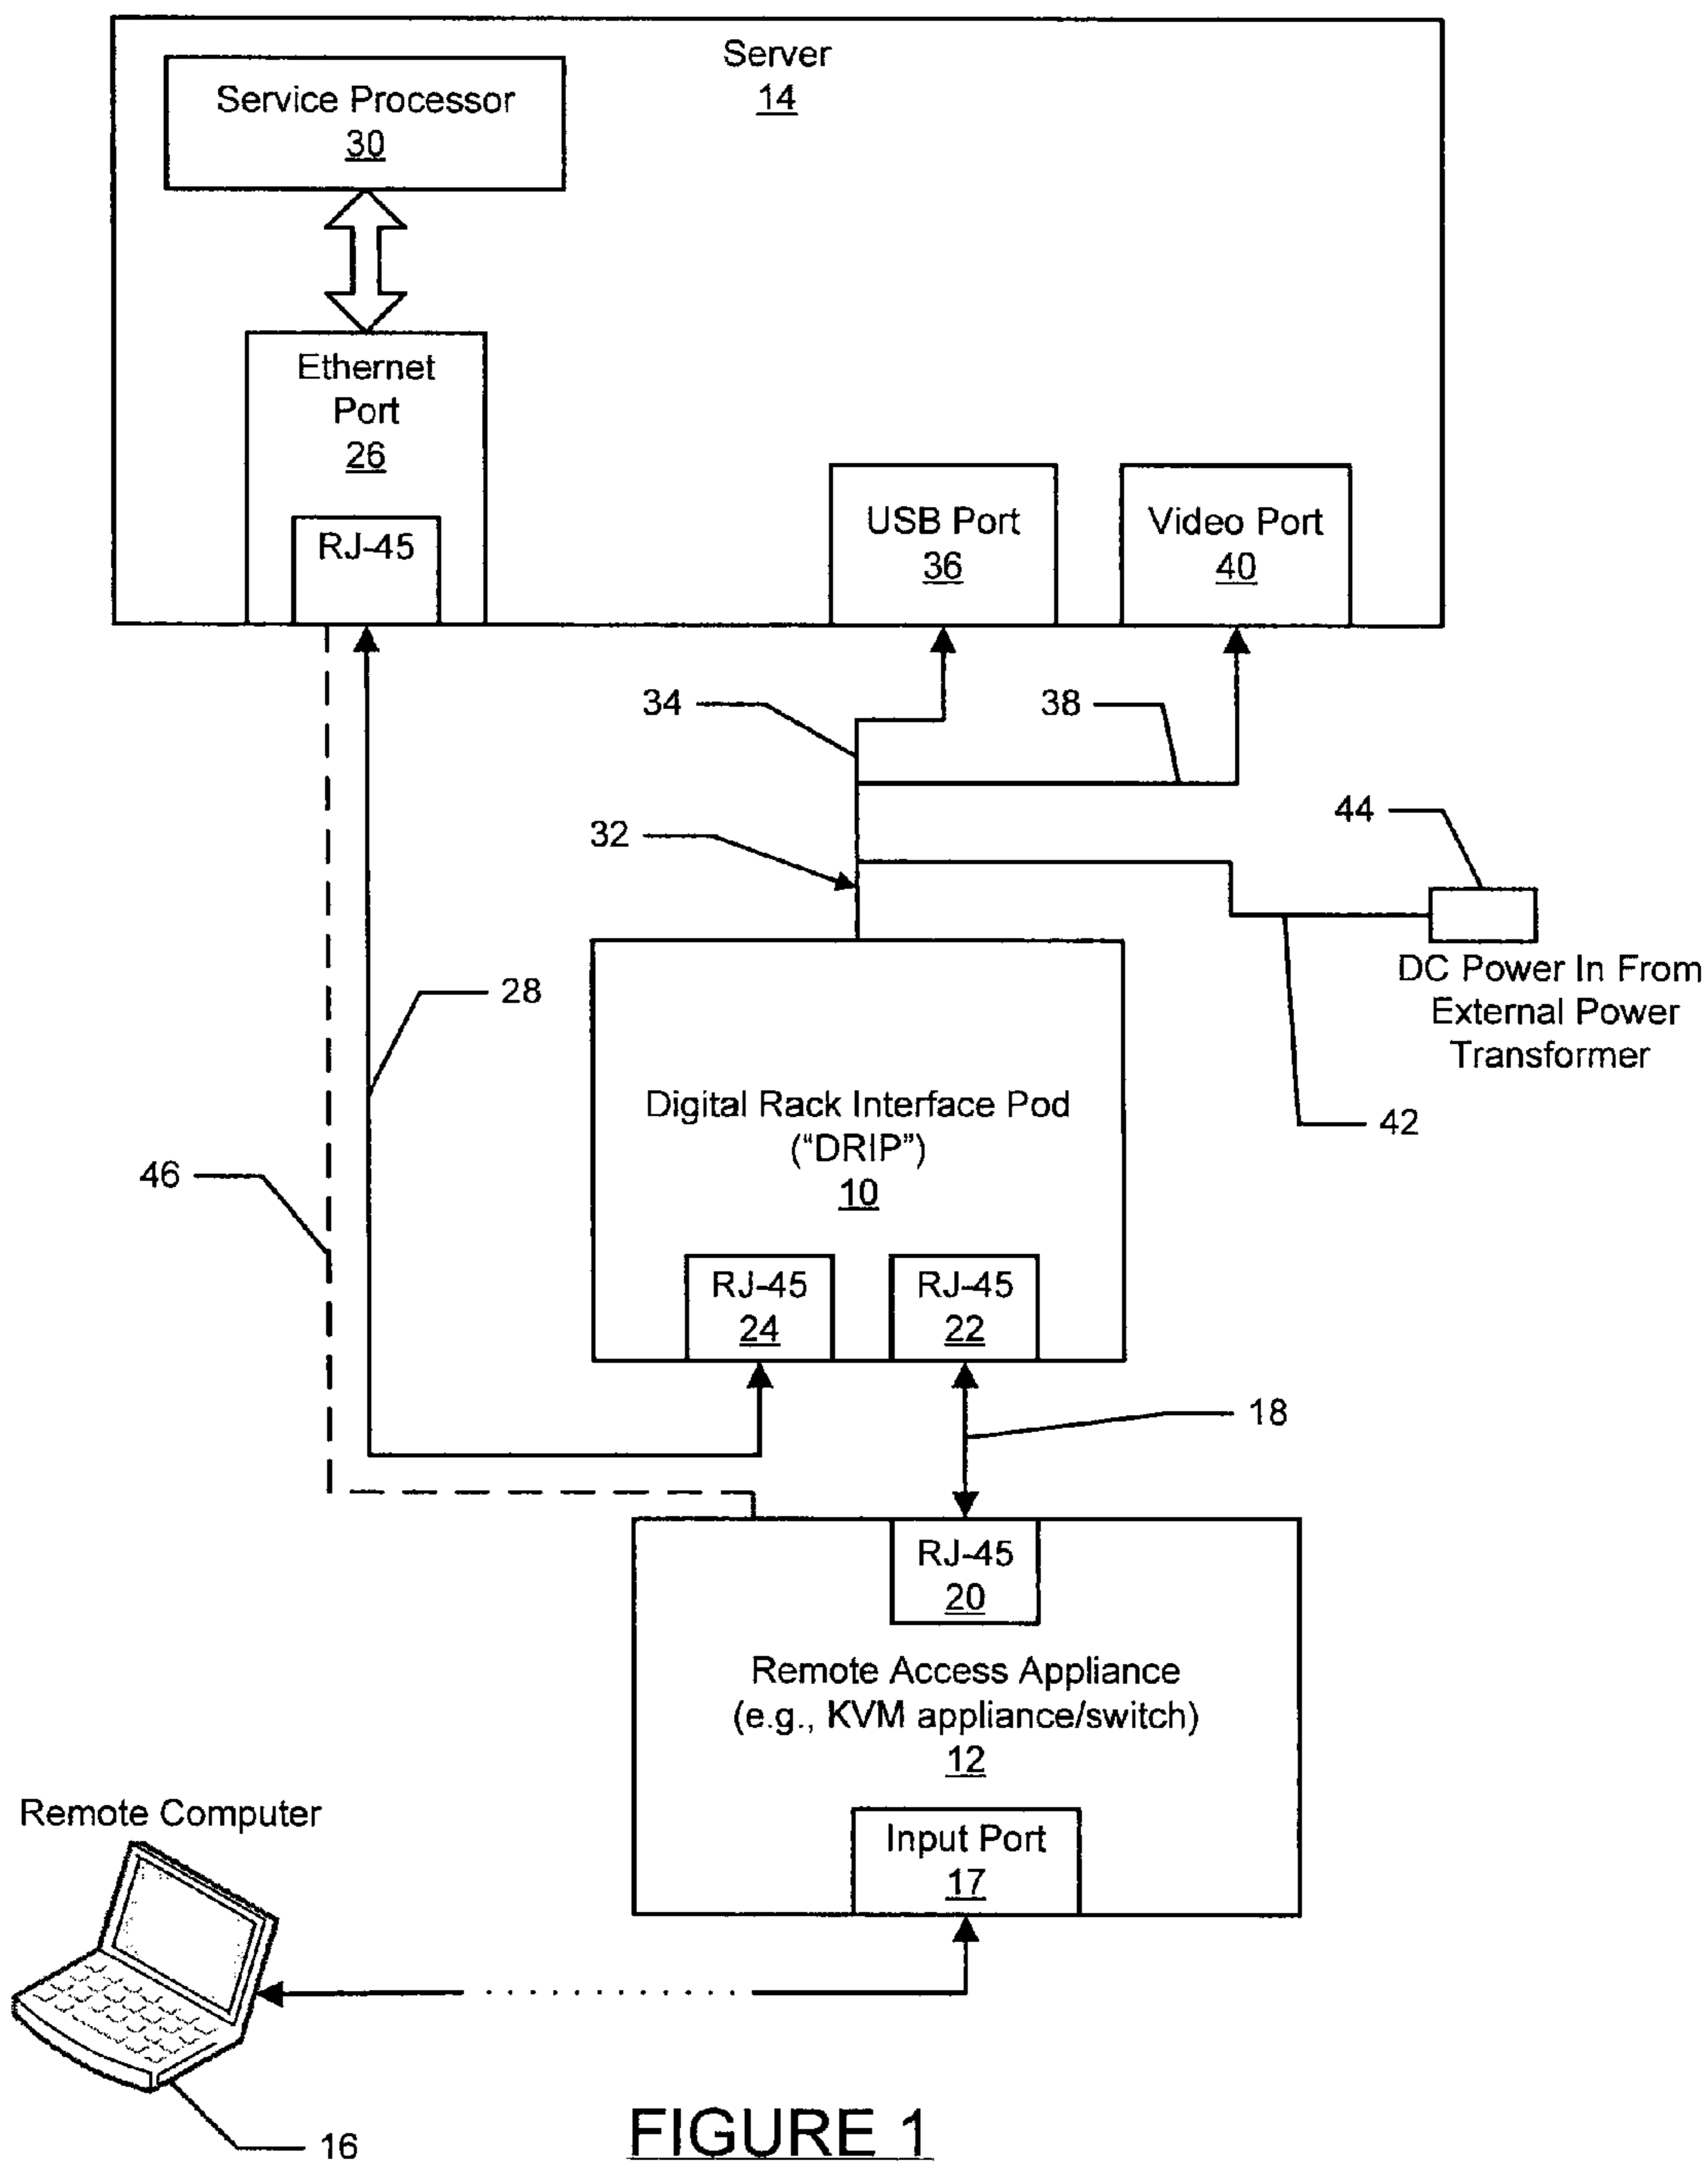 Server
14
Service Processor
30
Ethernet
Port
26
RJ-45
USB Port
36
Video Port
40
34
38
32
44
DC Power In From
External Power
Transformer
42
28
46
Digital Rack Interface Pod
(“DRIP”)
10
RJ-45
24
RJ-45
22
18
RJ-45
20
Remote Access Appliance
(e.g., KVM appliance/switch)
12
Input Port
17
Remote Computer
16
FIGURE 1